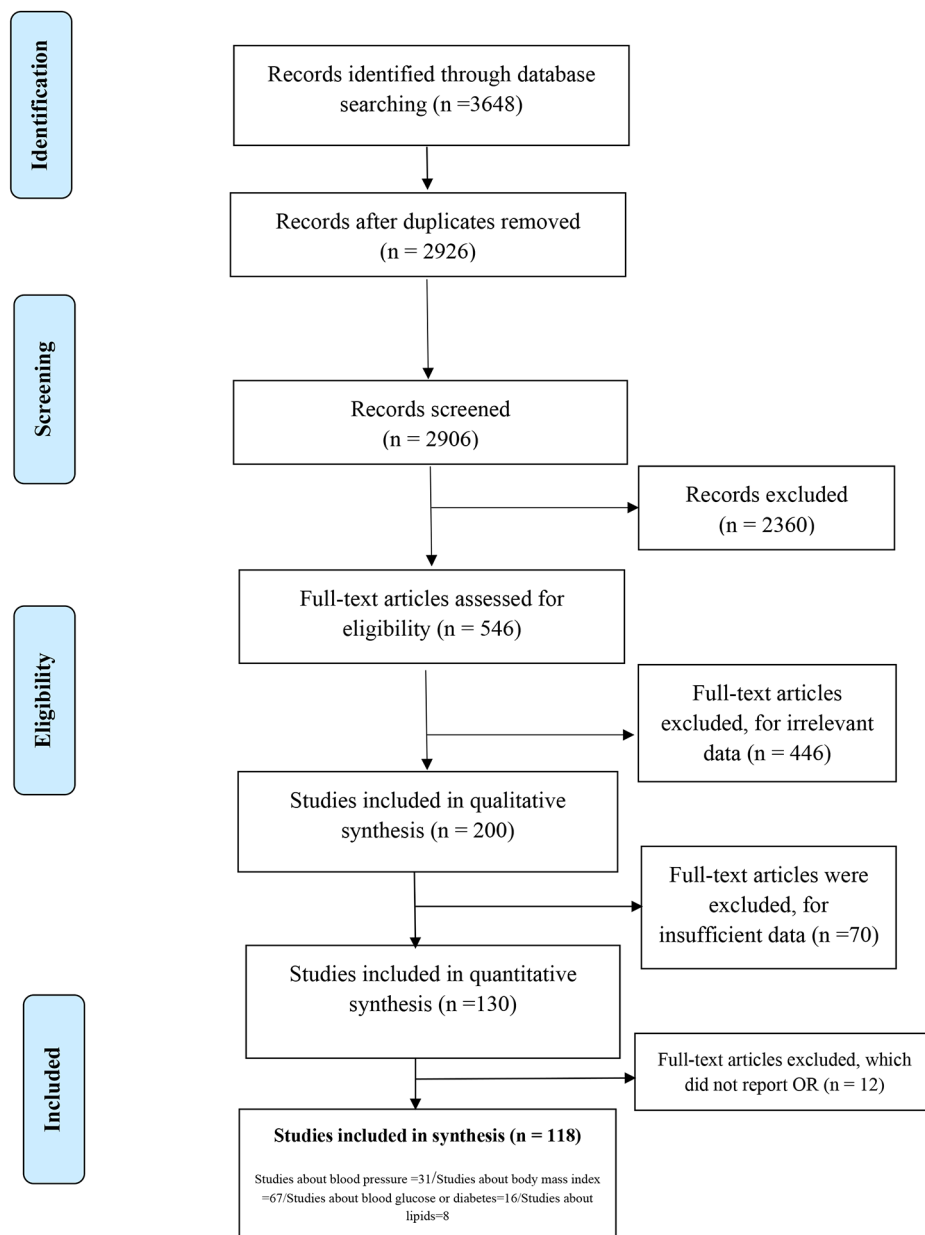 Identification
Records identified through database
searching (n =3648)
Records after duplicates removed
(n = 2926)
Screening
Records screened
(n = 2906)
Records excluded
(n = 2360)
Full-text articles assessed for
eligibility (n = 546)
Eligibility
Full-text articles
excluded, for irrelevant
data (n = 446)
Studies included in qualitative
synthesis (n = 200)
Full-text articles were
excluded, for
insufficient data (n =70)
Studies included in quantitative
synthesis (n =130)
Included
Full-text articles excluded, which
did not report OR (n = 12)
Studies included in synthesis (n = 118)
Studies about blood pressure =31/Studies about body mass index
=67/Studies about blood glucose or diabetes=16/Studies about
lipids=8